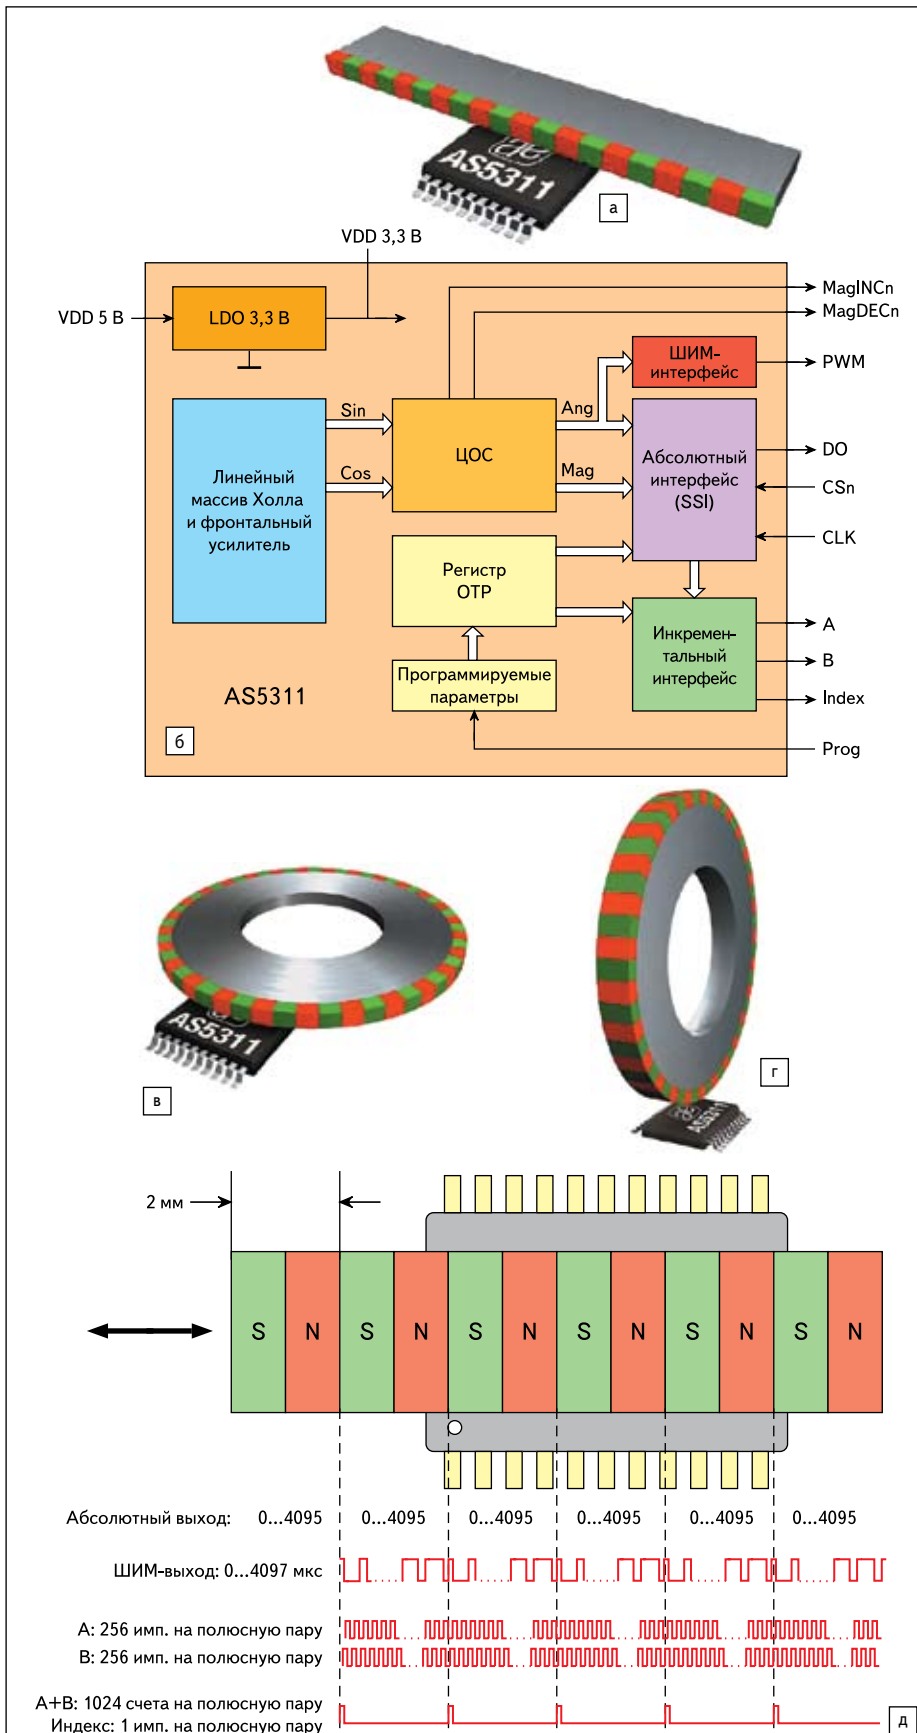 AS5311
а
VDD 3,3 В
VDD 5 В
LDO 3,3 В
MagINCn
MagDECn
ШИМ-
интерфейс
PWM
Линейный
массив Холла
и фронтальный
усилитель
Sin
Cos
ЦОС
Ang
Mag
Абсолютный
интерфейс
(SSI)
DO
CSn
CLK
Регистр
OTP
Инкремен-
тальный
интерфейс
A
B
Index
Программируемые
параметры
AS5311
Prog
б
AS5311
в
AS5311
г
2 мм
S N S N S N S N S N S N
Абсолютный выход: 0...4095 0...4095 0...4095 0...4095 0...4095 0...4095
ШИМ-выход: 0...4097 мкс
A: 256 имп. на полюсную пару
B: 256 имп. на полюсную пару
A+B: 1024 счета на полюсную пару
Индекс: 1 имп. на полюсную пару
д